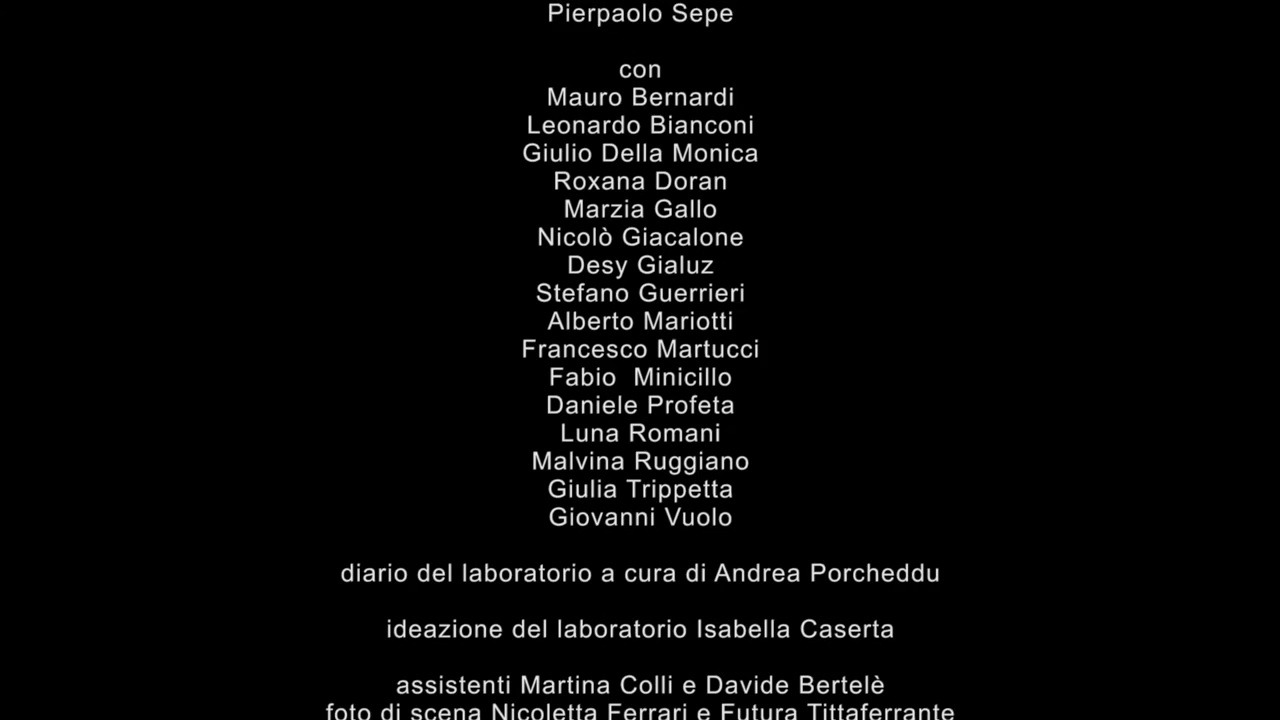 Pierpaolo Sepe
con
Mauro Bernardi
Leonardo Bianconi
Giulio Della Monica
Roxana Doran
Marzia Gallo
Nicolò Giacalone
Desy Gialuz
Stefano Guerrieri
Alberto Mariotti
Francesco Martucci
Fabio  Minicillo
Daniele Profeta
Luna Romani
Malvina Ruggiano
Giulia Trippetta
Giovanni Vuolo
diario del laboratorio a cura di Andrea Porcheddu
ideazione del laboratorio Isabella Caserta
assistenti Martina Colli e Davide Bertelè
foto di scena Nicoletta Ferrari e Futura Tittaferrante